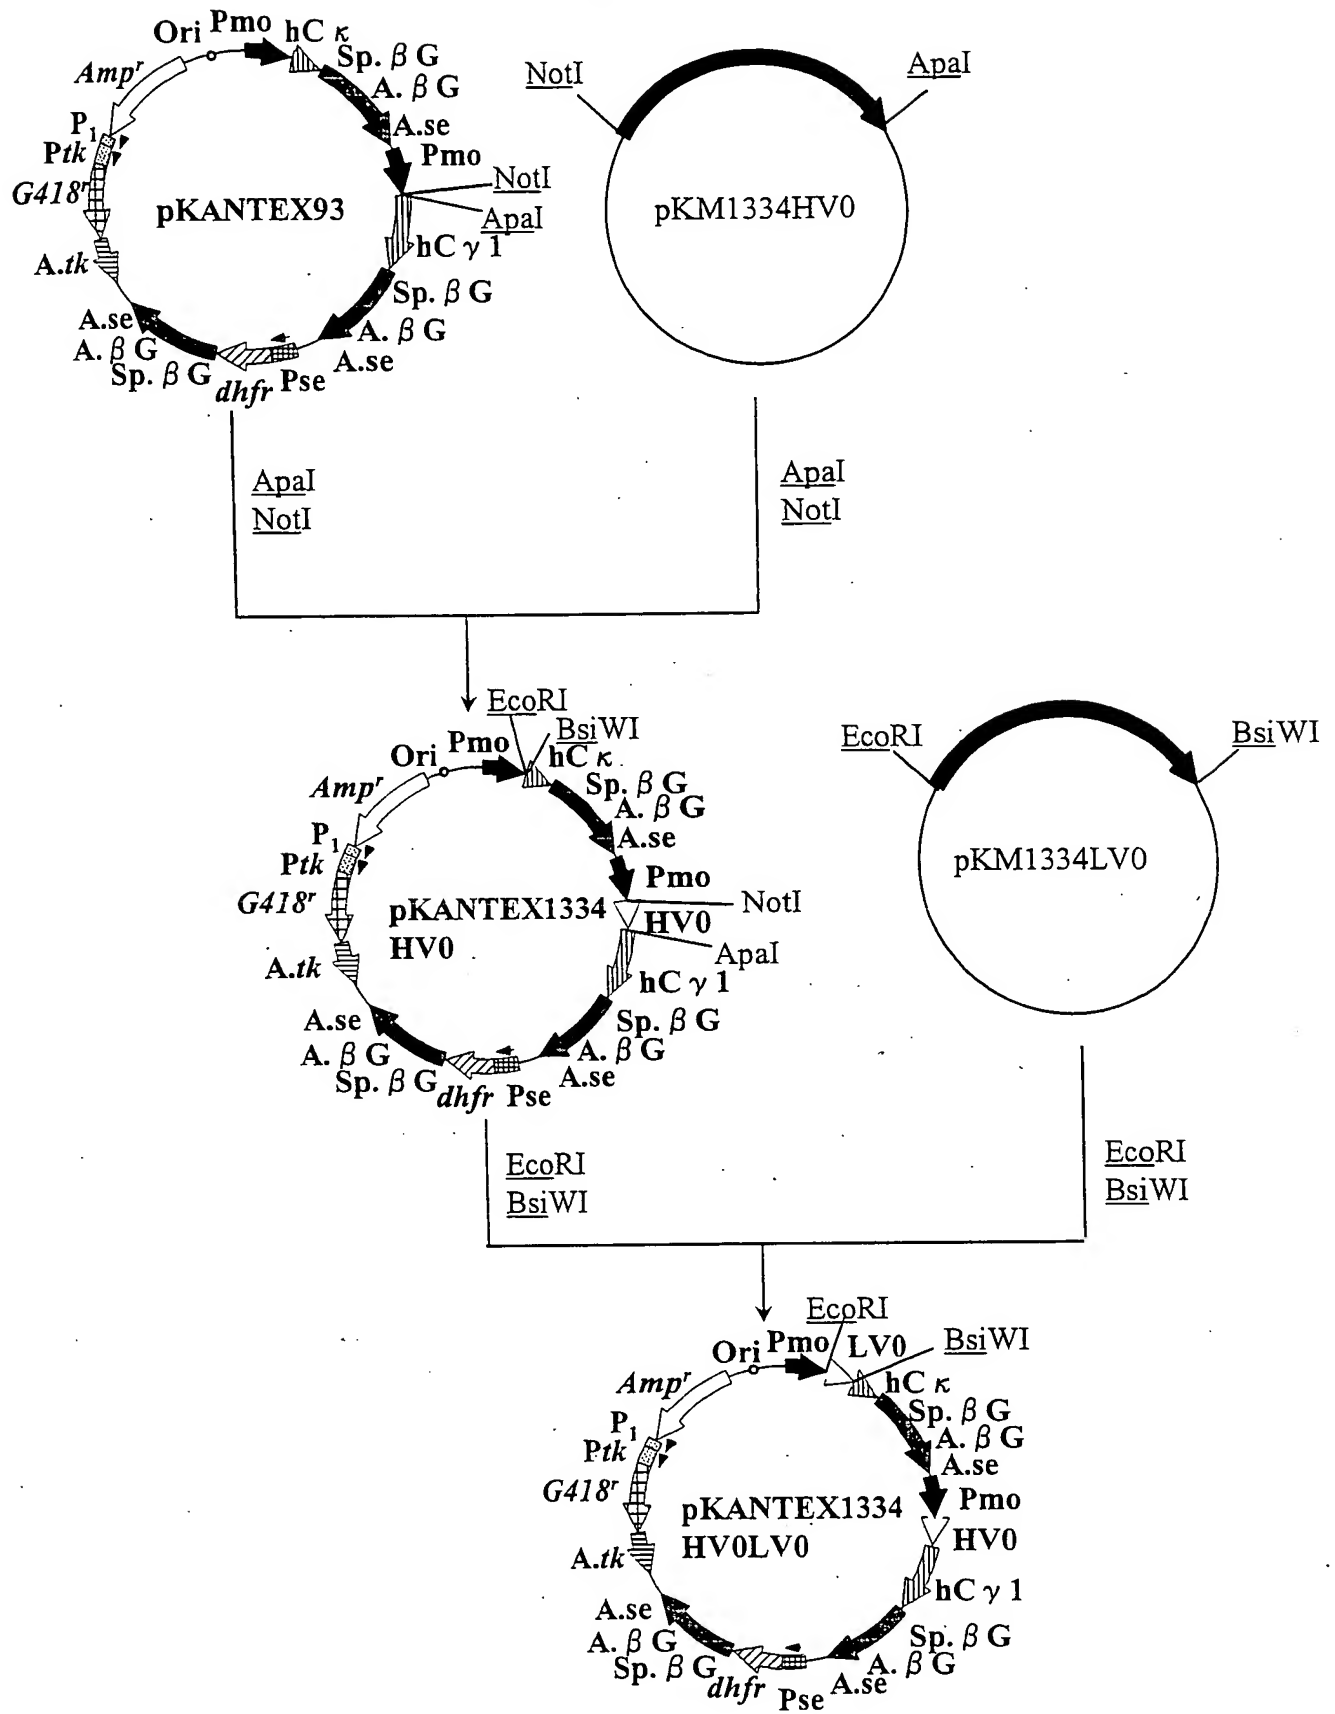 Ori
Pmo
hC κ
Sp. β G
A. β G
A.se
Pmo
NotI
ApaI
hC γ 1
Sp. β G
A. β G
A.se
Pse
dhfr
Sp. β G
A. β G
A.se
A.tk
G418r
Ptk
P1
Ampr
pKANTEX93
NotI
ApaI
pKM1334HV0
ApaI
NotI
ApaI
NotI
EcoRI
BsiWI
Ori
Pmo
hC κ
Sp. β G
A. β G
A.se
Pmo
NotI
HV0
ApaI
hC γ 1
Sp. β G
A. β G
A.se
Pse
dhfr
Sp. β G
A. β G
A.se
A.tk
G418r
Ptk
P1
Ampr
pKANTEX1334
HV0
EcoRI
BsiWI
pKM1334LV0
EcoRI
BsiWI
EcoRI
BsiWI
EcoRI
Ori
Pmo
LV0
BsiWI
hC κ
Sp. β G
A. β G
A.se
Pmo
HV0
hC γ 1
Sp. β G
A. β G
A.se
Pse
dhfr
Sp. β G
A. β G
A.se
A.tk
G418r
Ptk
P1
Ampr
pKANTEX1334
HV0LV0